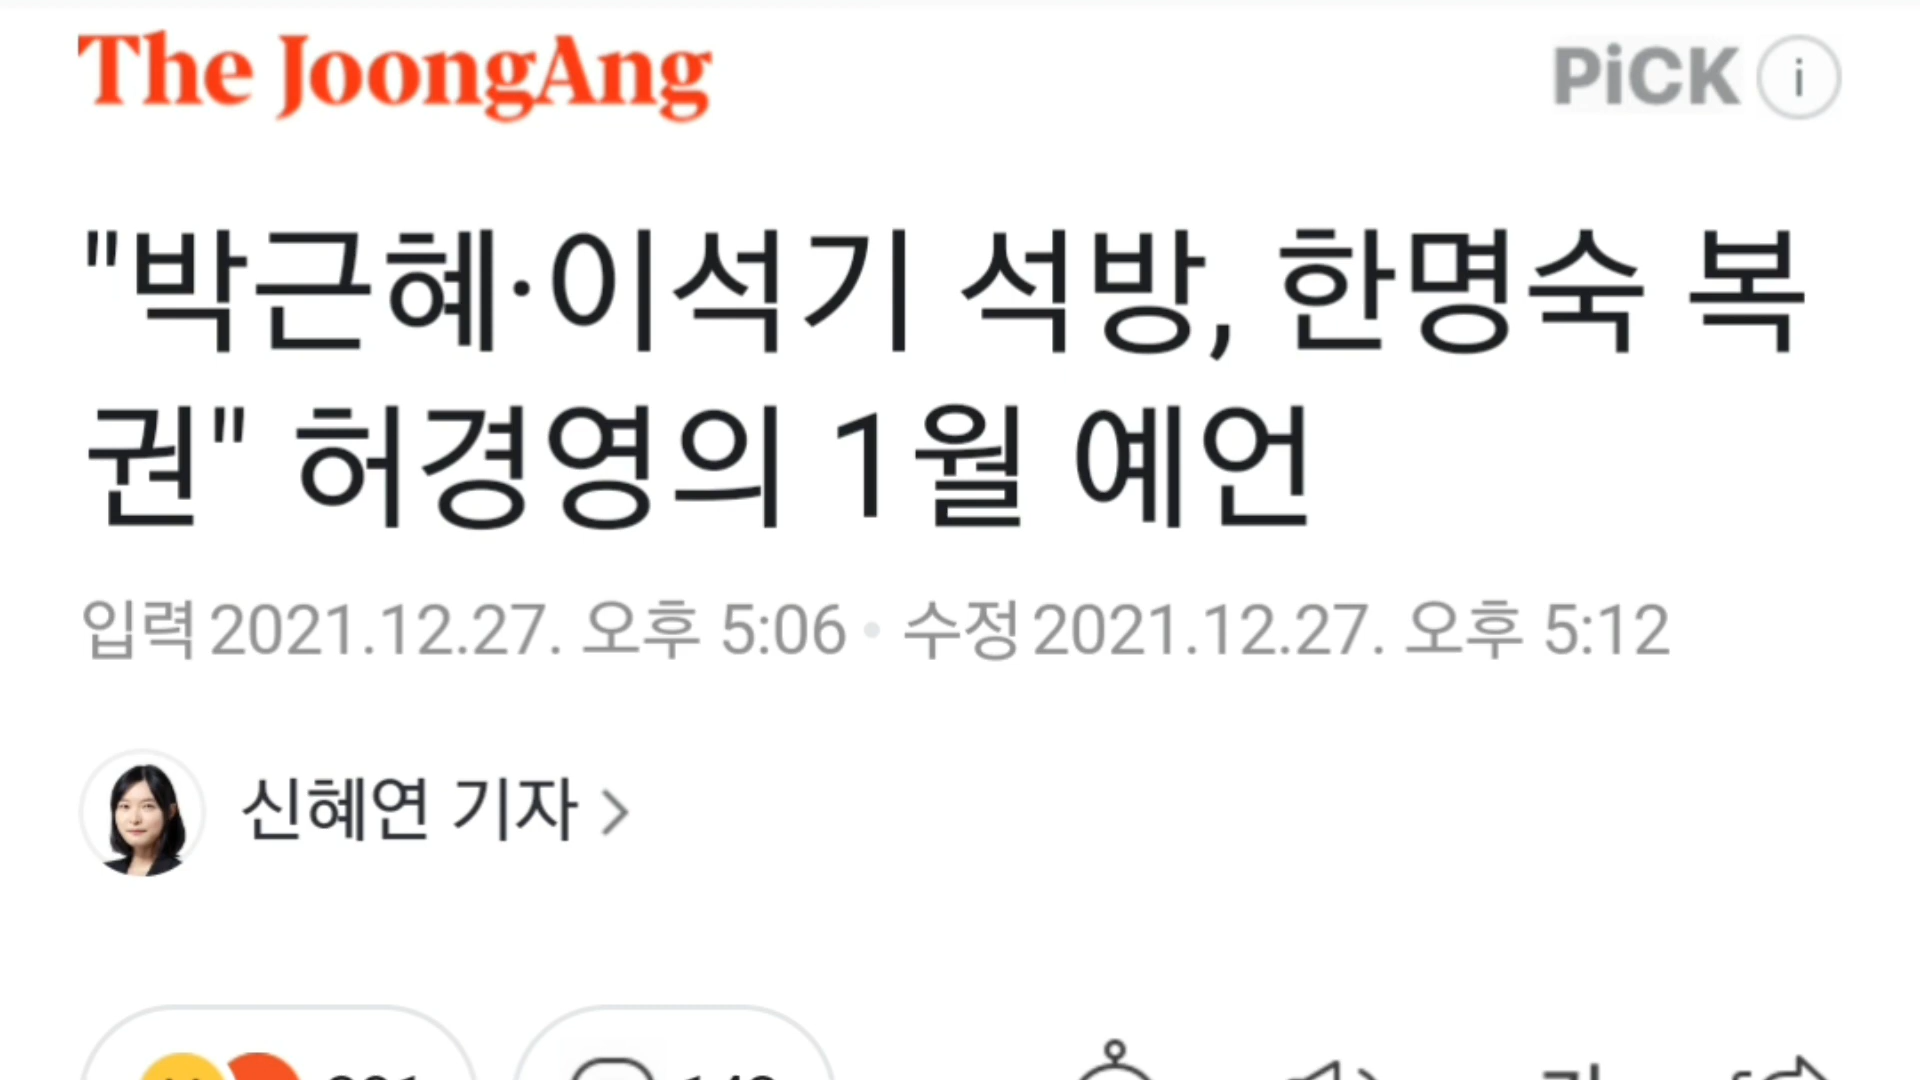 The JoongAng PiCK i
"박근혜·이석기 석방, 한명숙 복
권" 허경영의 1월 예언
입력 2021.12.27. 오후 5:06 · 수정 2021.12.27. 오후 5:12
신혜연 기자 >